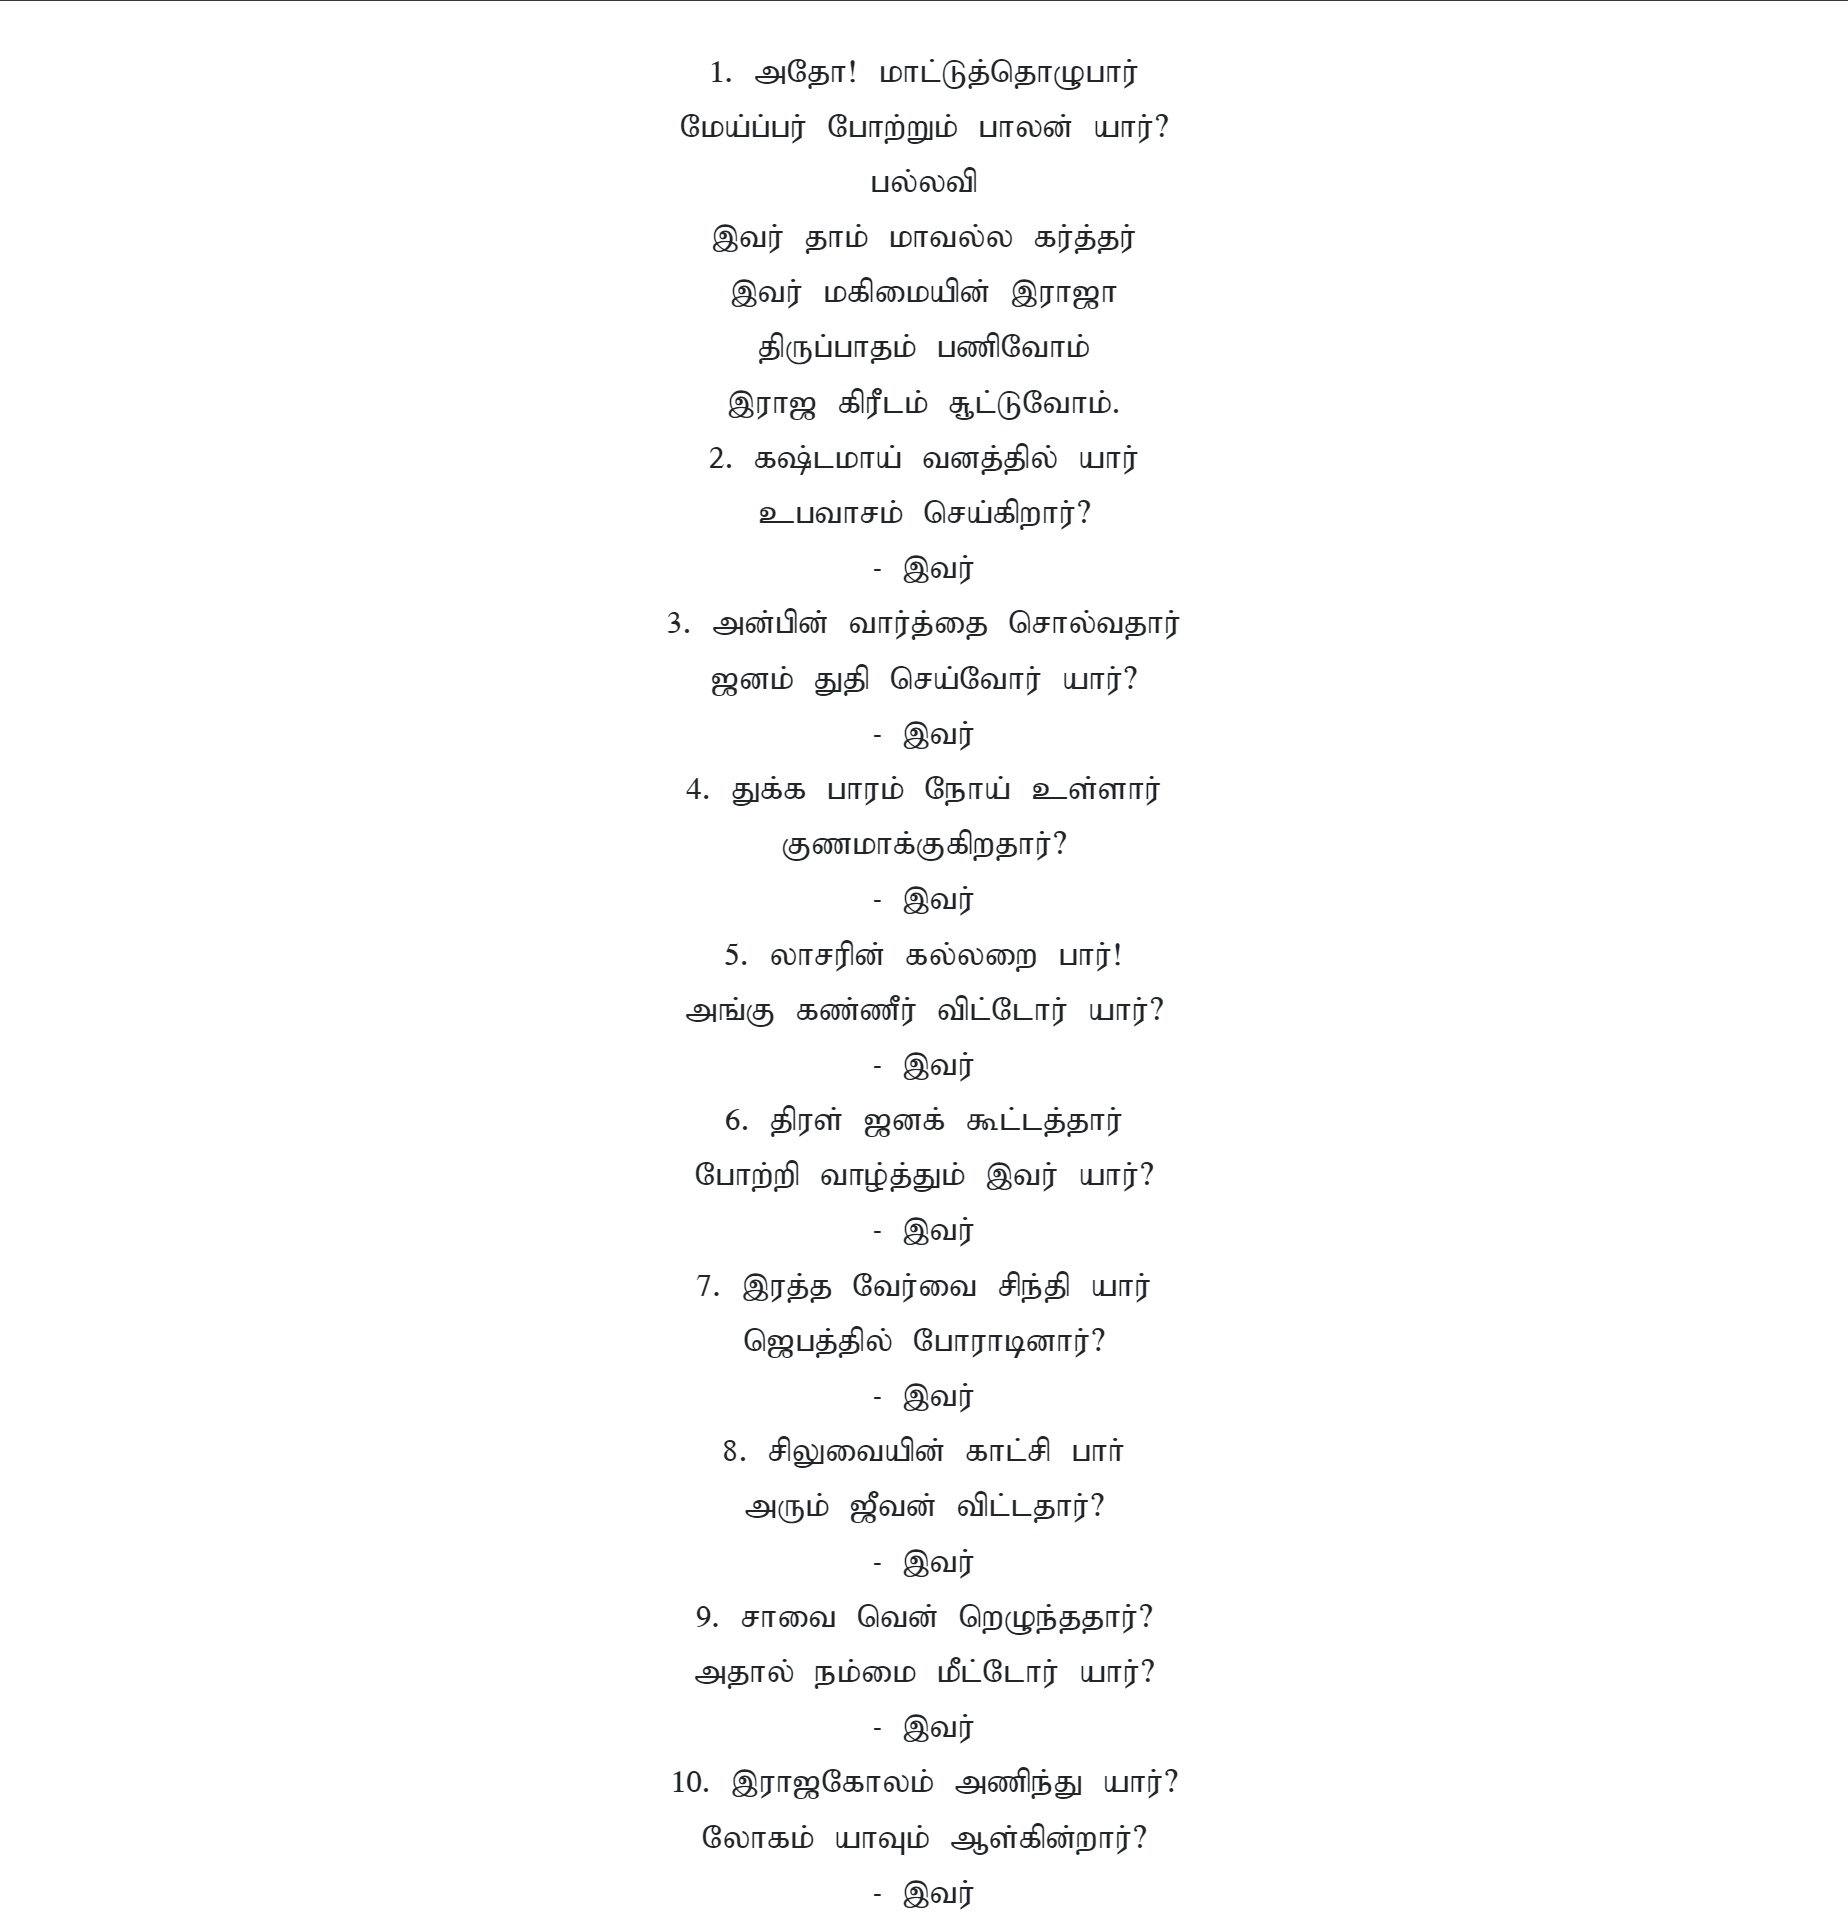 1. அதோ! மாட்டுத்தொழுபார்
மேய்ப்பர் போற்றும் பாலன் யார்?
பல்லவி
இவர் தாம் மாவல்ல கர்த்தர்
இவர் மகிமையின் இராஜா
திருப்பாதம் பணிவோம்
இராஜ கிரீடம் சூட்டுவோம்.
2. கஷ்டமாய் வனத்தில் யார்
உபவாசம் செய்கிறார்?
- இவர்
3. அன்பின் வார்த்தை சொல்வதார்
ஜனம் துதி செய்வோர் யார்?
- இவர்
4. துக்க பாரம் நோய் உள்ளார்
குணமாக்குகிறதார்?
- இவர்
5. லாசரின் கல்லறை பார்!
அங்கு கண்ணீர் விட்டோர் யார்?
- இவர்
6. திரள் ஜனக் கூட்டத்தார்
போற்றி வாழ்த்தும் இவர் யார்?
- இவர்
7. இரத்த வேர்வை சிந்தி யார்
ஜெபத்தில் போராடினார்?
- இவர்
8. சிலுவையின் காட்சி பார்
அரும் ஜீவன் விட்டதார்?
- இவர்
9. சாவை வென் றெழுந்ததார்?
அதால் நம்மை மீட்டோர் யார்?
- இவர்
10. இராஜகோலம் அணிந்து யார்?
லோகம் யாவும் ஆள்கின்றார்?
- இவர்